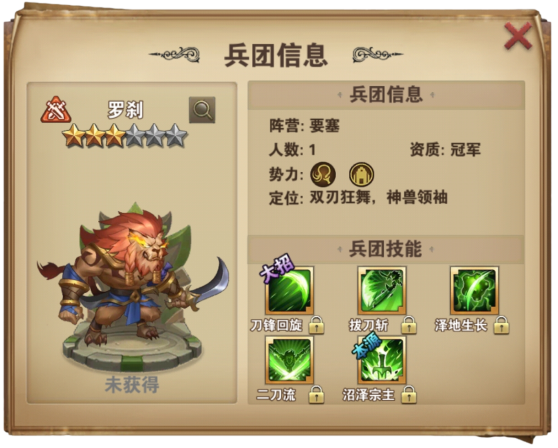 兵团信息
罗刹
未获得
兵团信息
阵营: 要塞
人数: 1 资质: 冠军
势力:
定位: 双刃狂舞，神兽领袖
兵团技能
大招
刀锋回旋 拔刀斩 泽地生长
本源
二刀流 沼泽宗主